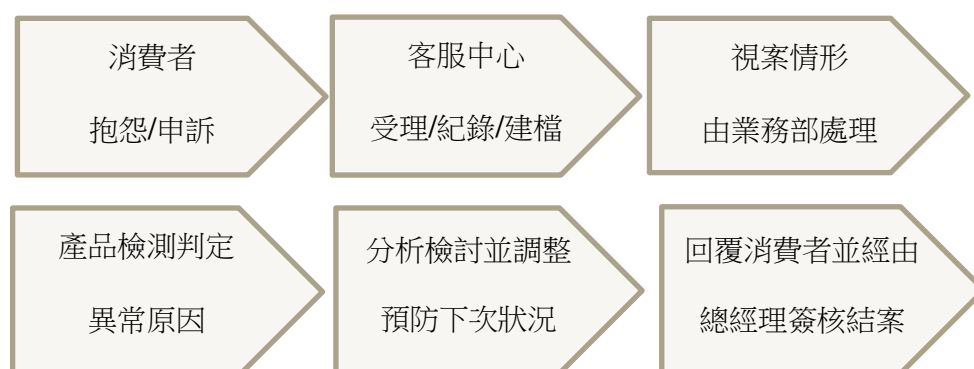 消費者
抱怨/申訴
客服中心
受理/紀錄/建檔
視案情形
由業務部處理
產品檢測判定
異常原因
分析檢討並調整
預防下次狀況
回覆消費者並經由
總經理簽核結案